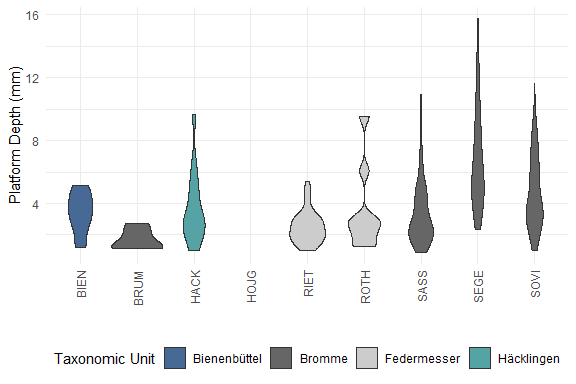 16
12
8
4
Platform Depth (mm)
BIEN
BRUM
HACK
HOJG
RIET
ROTH
SASS
SEGE
SOVI
Taxonomic Unit Bienenbüttel Bromme Federmesser Häcklingen